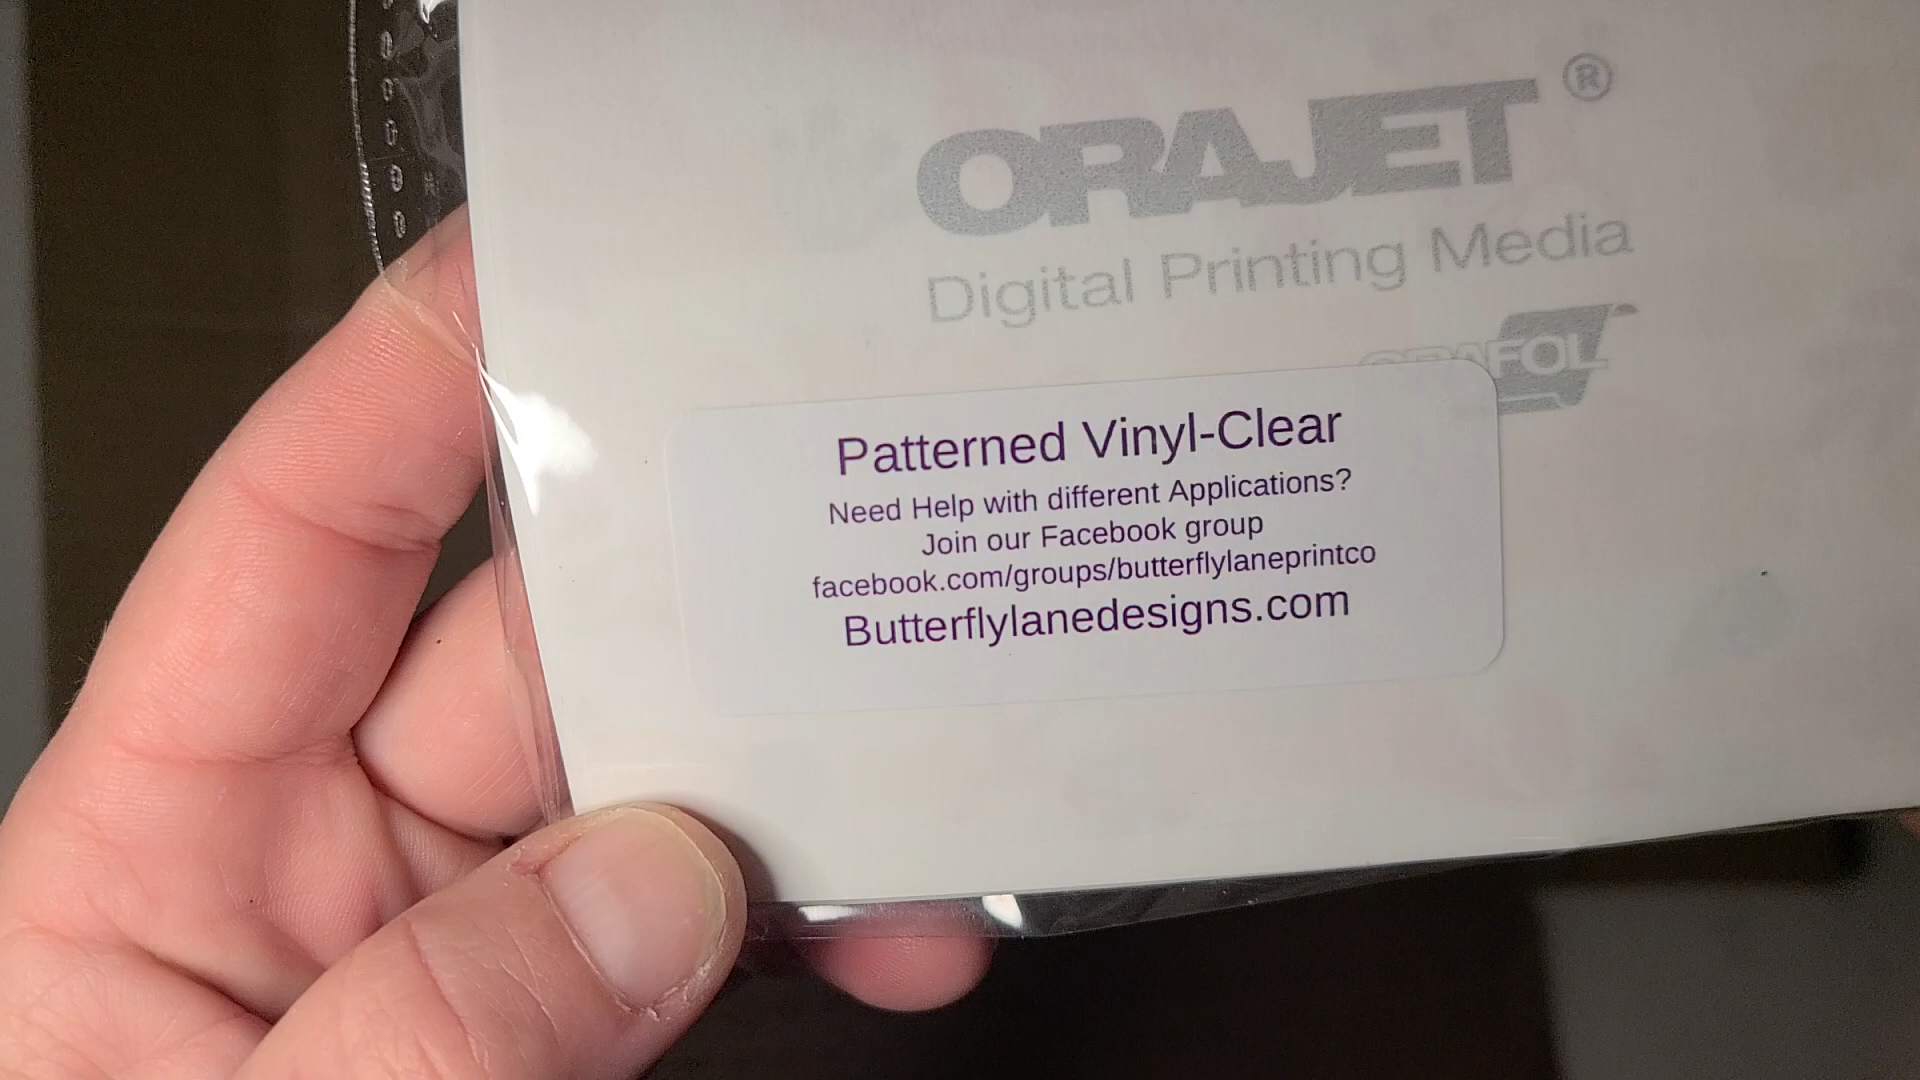 ORAJET®
Digital Printing Media
ORAFOL
Patterned Vinyl-Clear
Need Help with different Applications?
Join our Facebook group
facebook.com/groups/butterflylaneprintco
Butterflylanedesigns.com